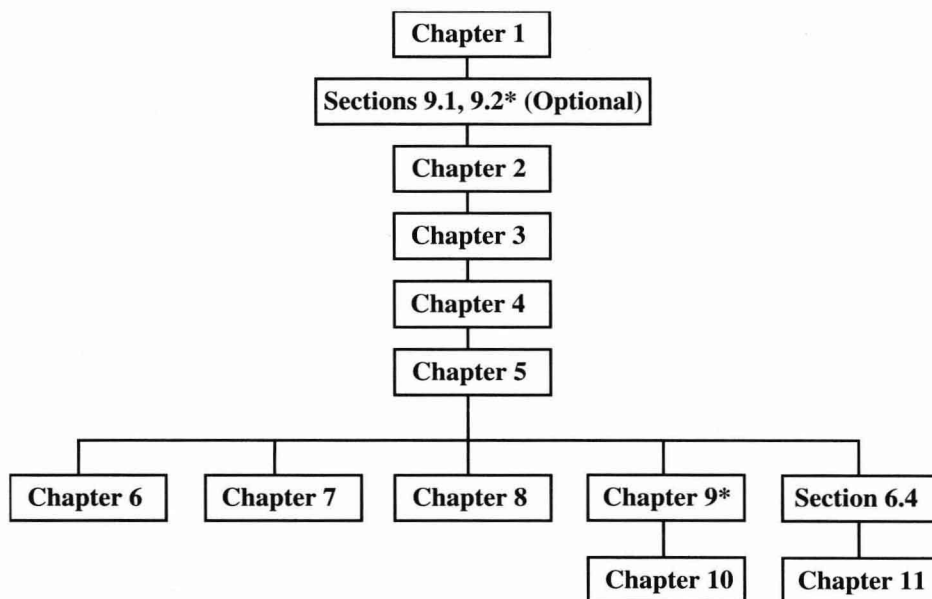 Chapter 1
Sections 9.1, 9.2* (Optional)
Chapter 2
Chapter 3
Chapter 4
Chapter 5
Chapter 6
Chapter 7
Chapter 8
Chapter 9*
Section 6.4
Chapter 10
Chapter 11